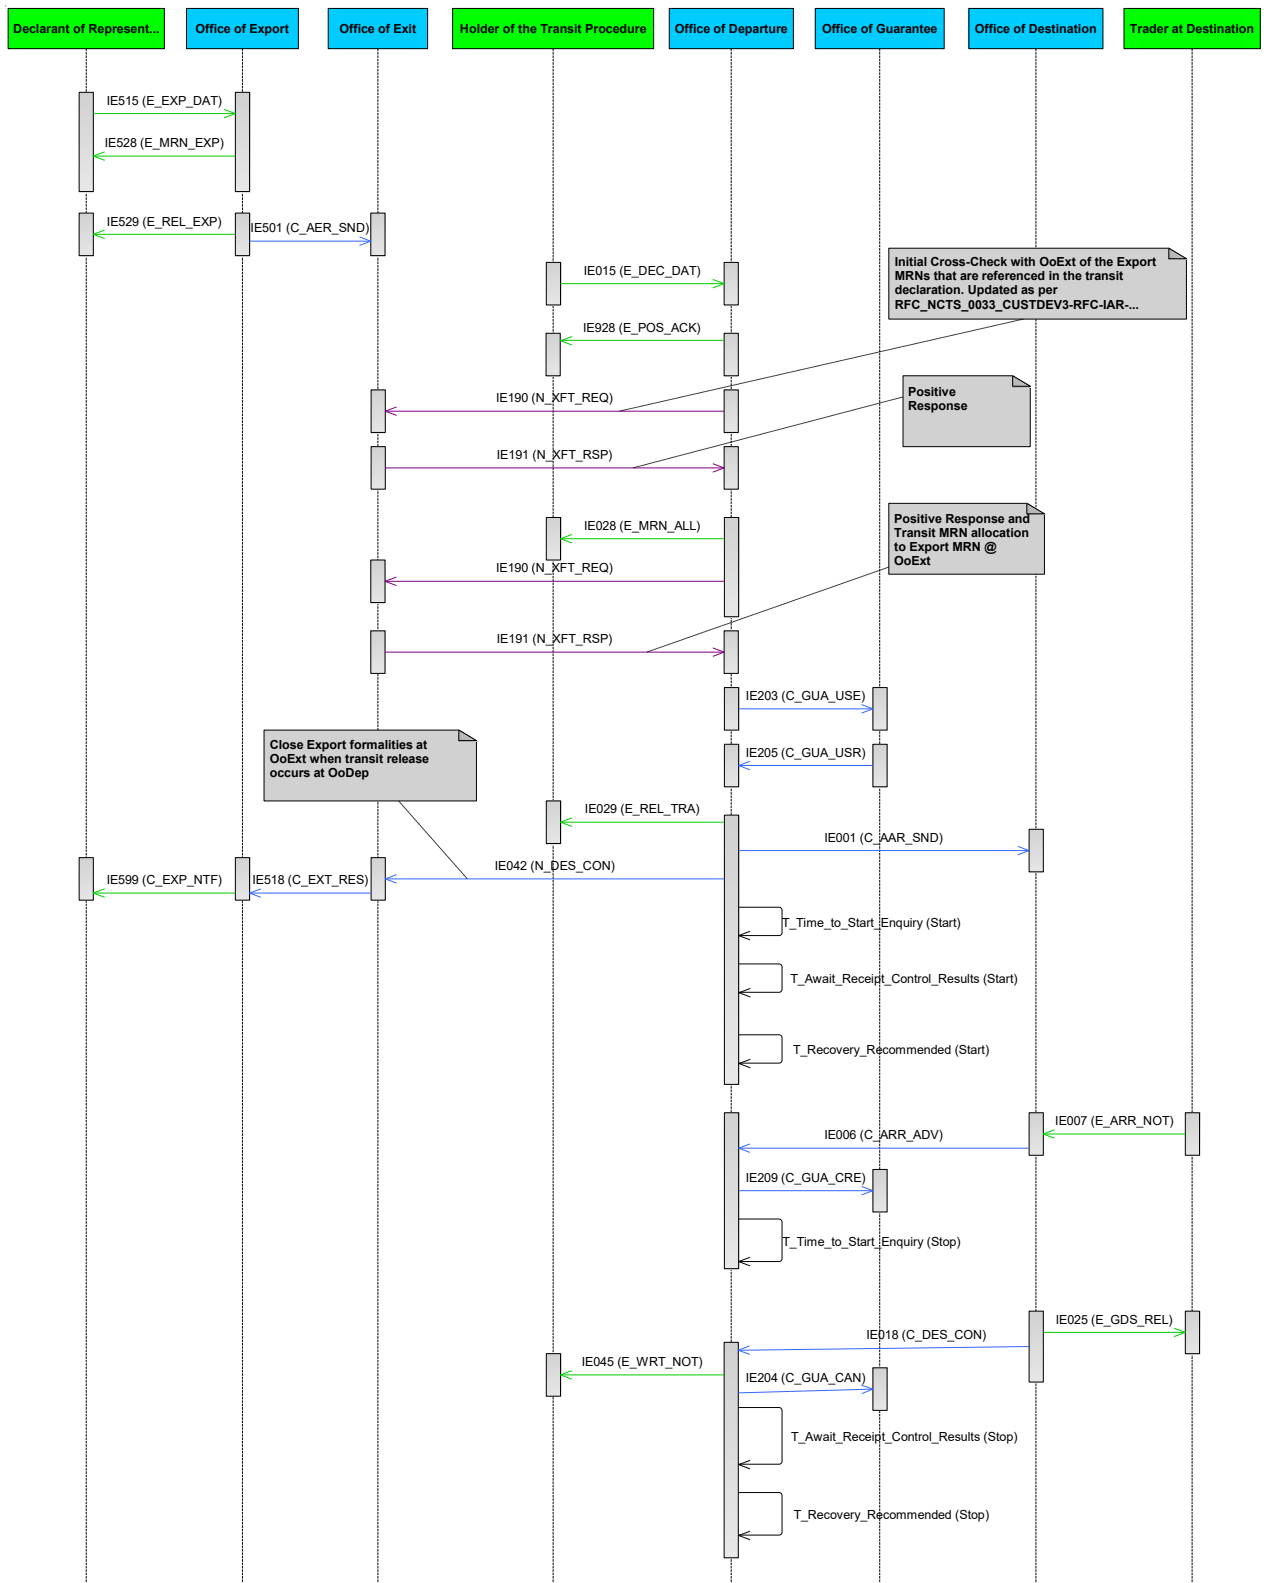 Declarant of Represent...
Office of Export
Office of Exit
Holder of the Transit Procedure
Office of Departure
Office of Guarantee
Office of Destination
Trader at Destination
IE515 (E_EXP_DAT)
IE528 (E_MRN_EXP)
IE529 (E_REL_EXP)
IE501 (C_AER_SND)
Initial Cross-Check with OoExt of the Export
MRNs that are referenced in the transit
declaration. Updated as per
RFC_NCTS_0033_CUSTDEV3-RFC-IAR-...
IE015 (E_DEC_DAT)
IE928 (E_POS_ACK)
Positive
Response
IE190 (N_XFT_REQ)
IE191 (N_XFT_RSP)
Positive Response and
Transit MRN allocation
to Export MRN @
OoExt
IE028 (E_MRN_ALL)
IE190 (N_XFT_REQ)
IE191 (N_XFT_RSP)
IE203 (C_GUA_USE)
Close Export formalities at
OoExt when transit release
occurs at OoDep
IE205 (C_GUA_USR)
IE029 (E_REL_TRA)
IE001 (C_AAR_SND)
IE042 (N_DES_CON)
IE599 (C_EXP_NTF)
IE518 (C_EXT_RES)
T_Time_to_Start_Enquiry (Start)
T_Await_Receipt_Control_Results (Start)
T_Recovery_Recommended (Start)
IE007 (E_ARR_NOT)
IE006 (C_ARR_ADV)
IE209 (C_GUA_CRE)
T_Time_to_Start_Enquiry (Stop)
IE025 (E_GDS_REL)
IE018 (C_DES_CON)
IE045 (E_WRT_NOT)
IE204 (C_GUA_CAN)
T_Await_Receipt_Control_Results (Stop)
T_Recovery_Recommended (Stop)